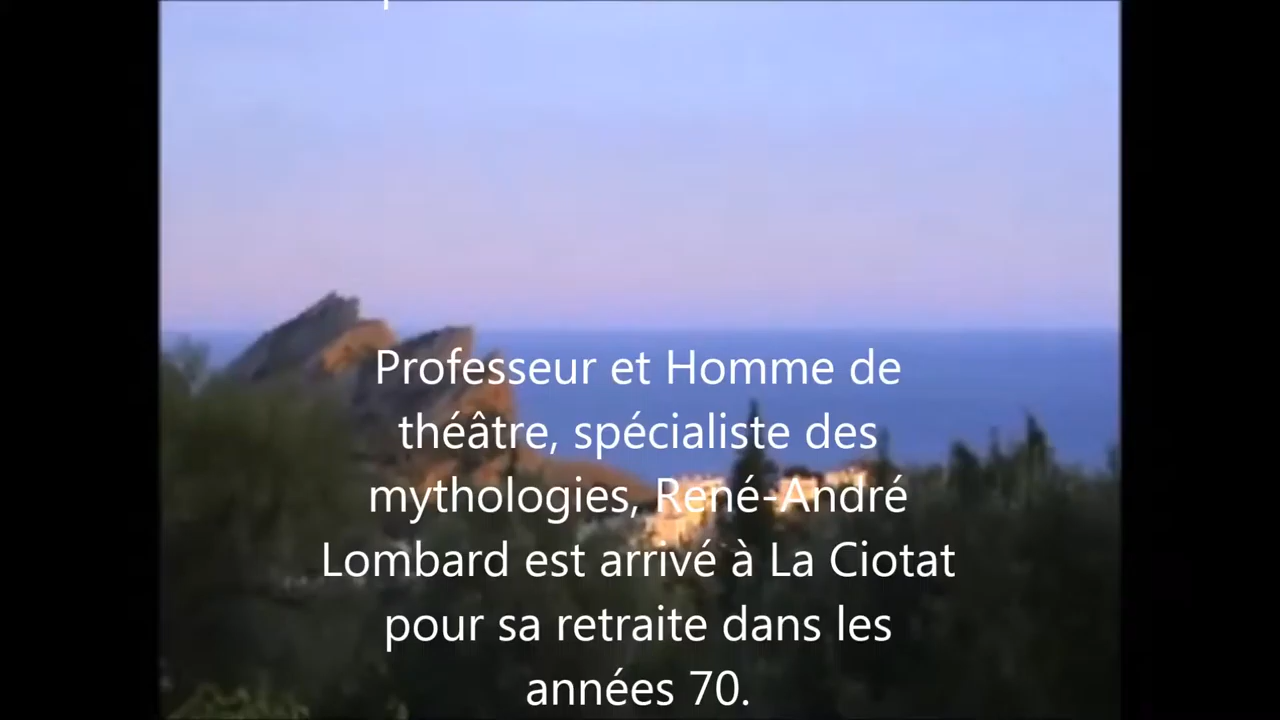 Professeur et Homme de
théâtre, spécialiste des
mythologies, René-André
Lombard est arrivé à La Ciotat
pour sa retraite dans les
années 70.